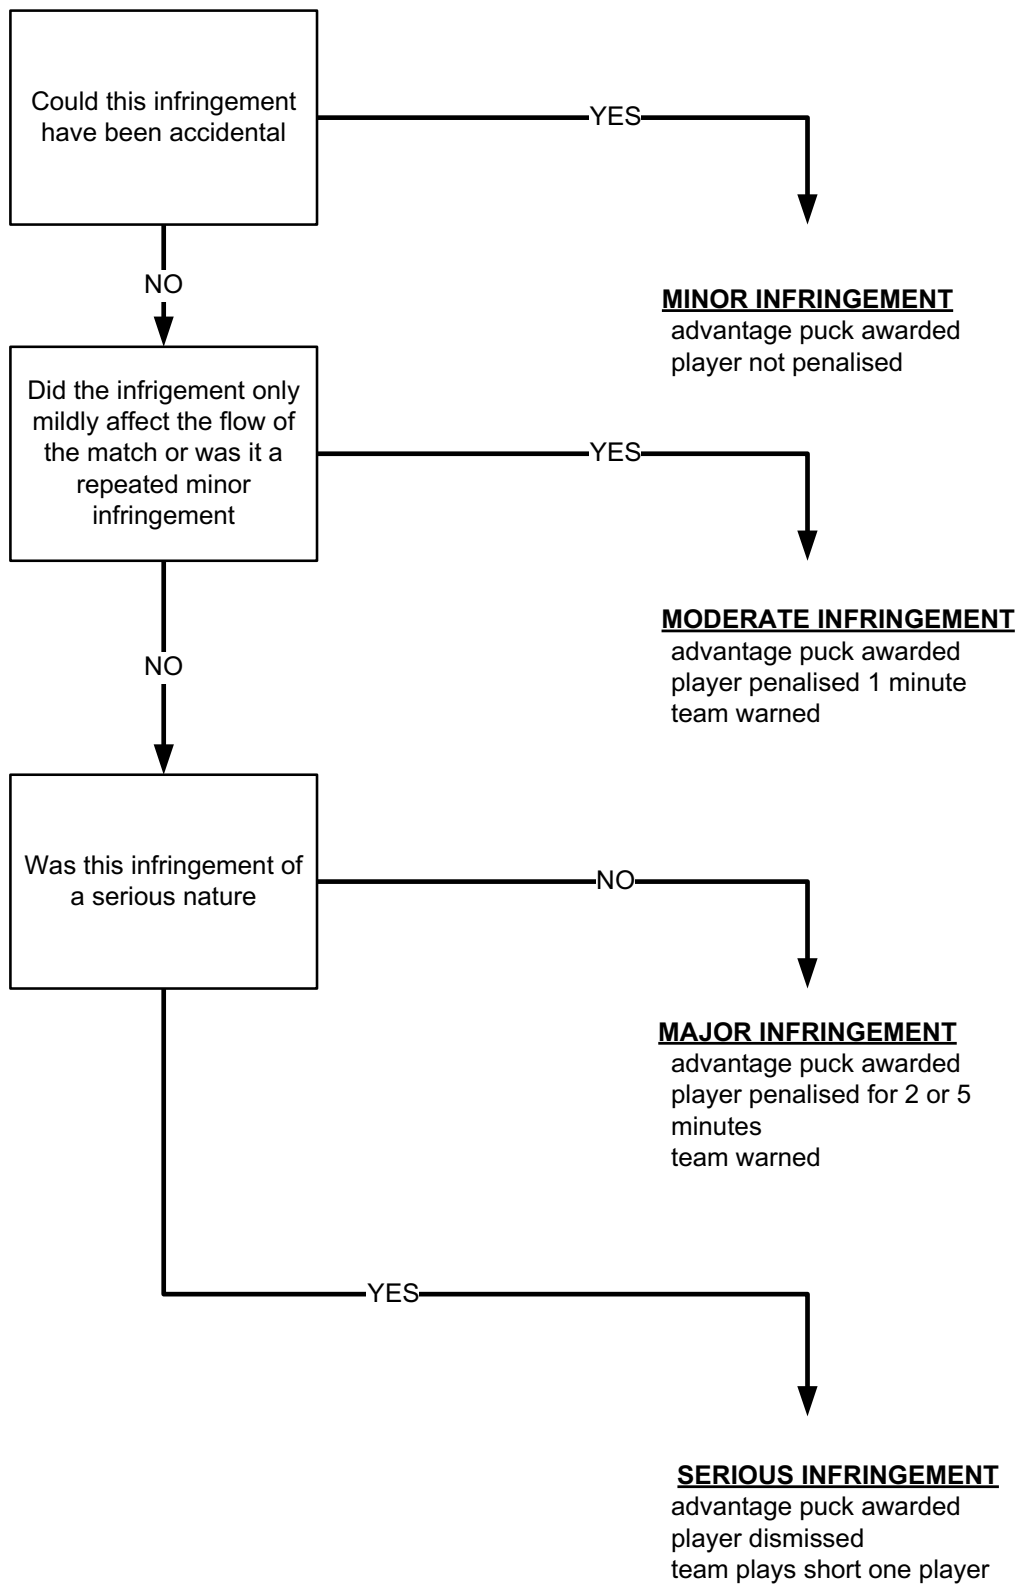 Could this infringement
have been accidental
YES
NO
MINOR INFRINGEMENT
advantage puck awarded
player not penalised
Did the infrigement only
mildly affect the flow of
the match or was it a
repeated minor
infringement
YES
NO
MODERATE INFRINGEMENT
advantage puck awarded
player penalised 1 minute
team warned
Was this infringement of
a serious nature
NO
MAJOR INFRINGEMENT
advantage puck awarded
player penalised for 2 or 5
minutes
team warned
YES
SERIOUS INFRINGEMENT
advantage puck awarded
player dismissed
team plays short one player